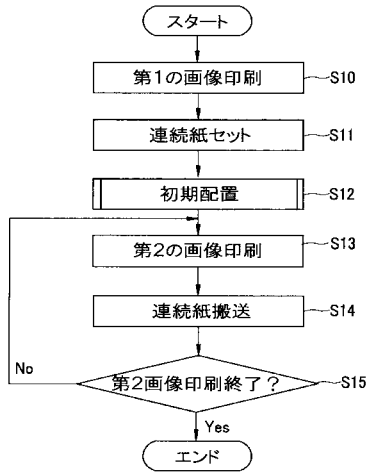 スタート
第1の画像印刷 S10
連続紙セット S11
初期配置 S12
第2の画像印刷 S13
連続紙搬送 S14
第2画像印刷終了？ S15
No
Yes
エンド